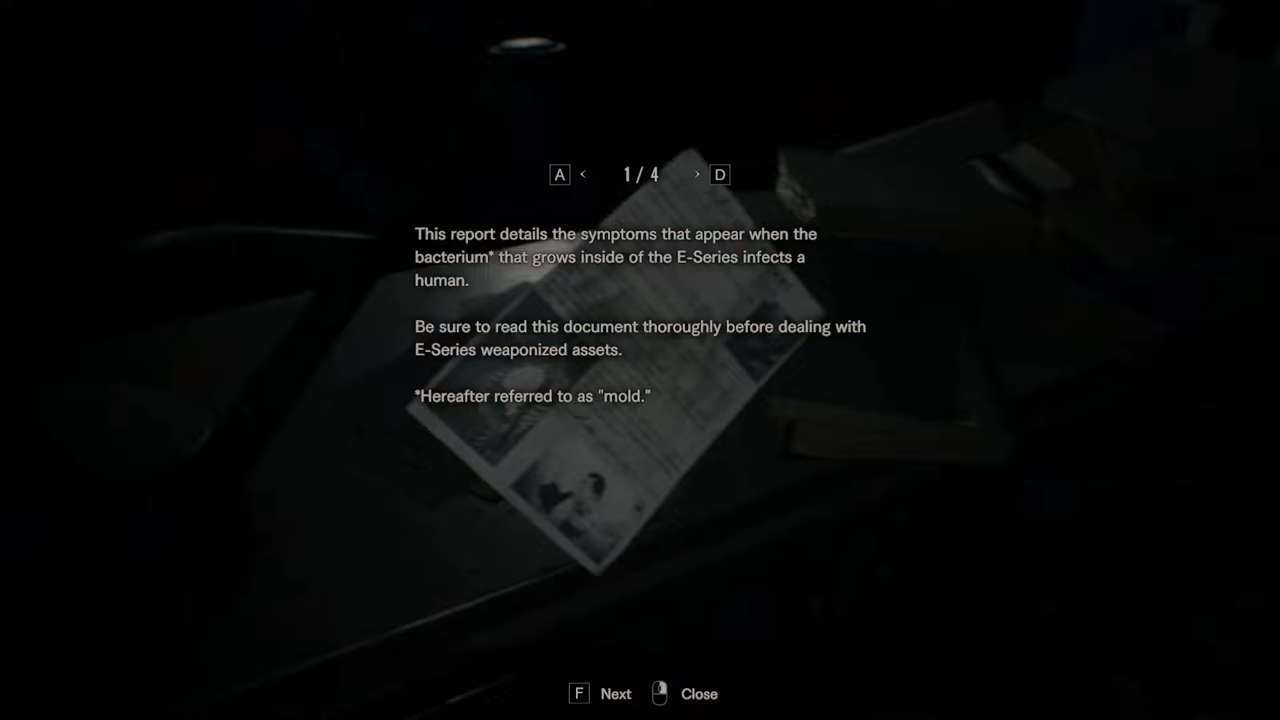 A < 1 / 4 > D
This report details the symptoms that appear when the
bacterium* that grows inside of the E-Series infects a
human.
Be sure to read this document thoroughly before dealing with
E-Series weaponized assets.
*Hereafter referred to as "mold."
F Next Close